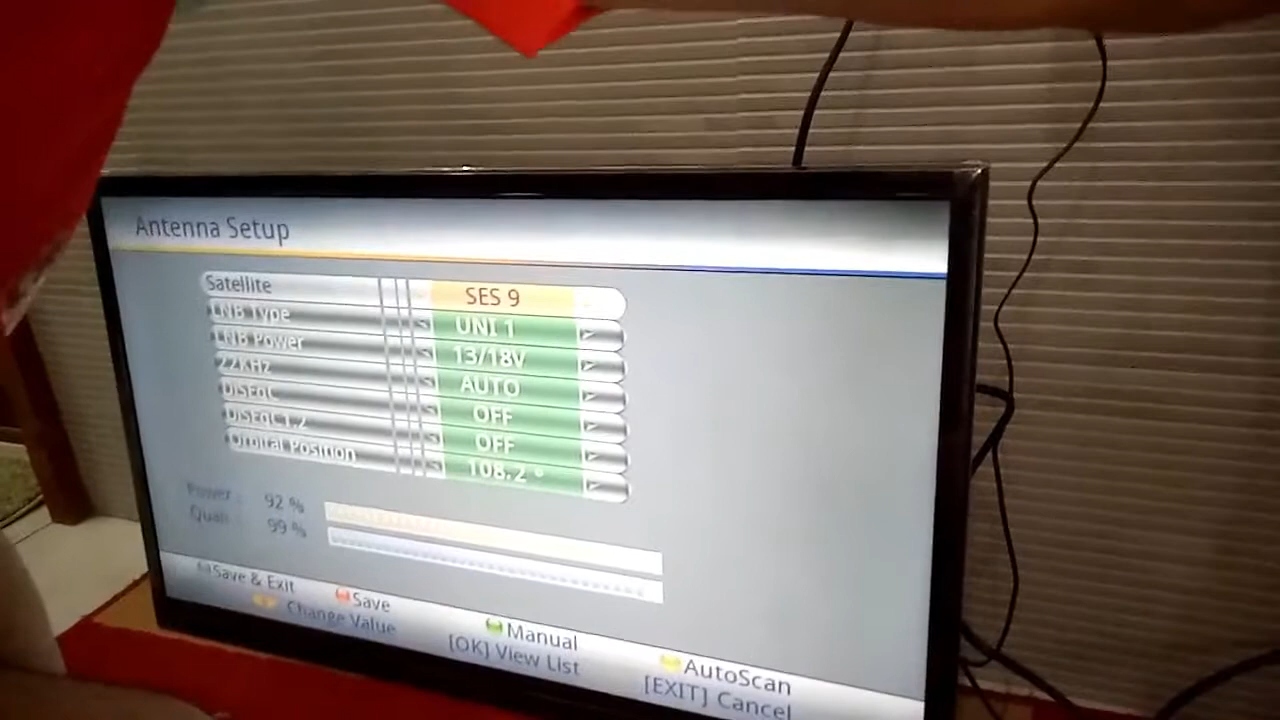 Antenna Setup
Satellite SES 9
LNB Type UNI 1
LNB Power 13/18V
22KHz AUTO
DiSEqC OFF
DiSEqC1.2 OFF
Orbital Position 108.2 °
Power : 92 %
Qual : 99 %
Save & Exit Save Manual AutoScan
Change Value [OK] View List [EXIT] Cancel